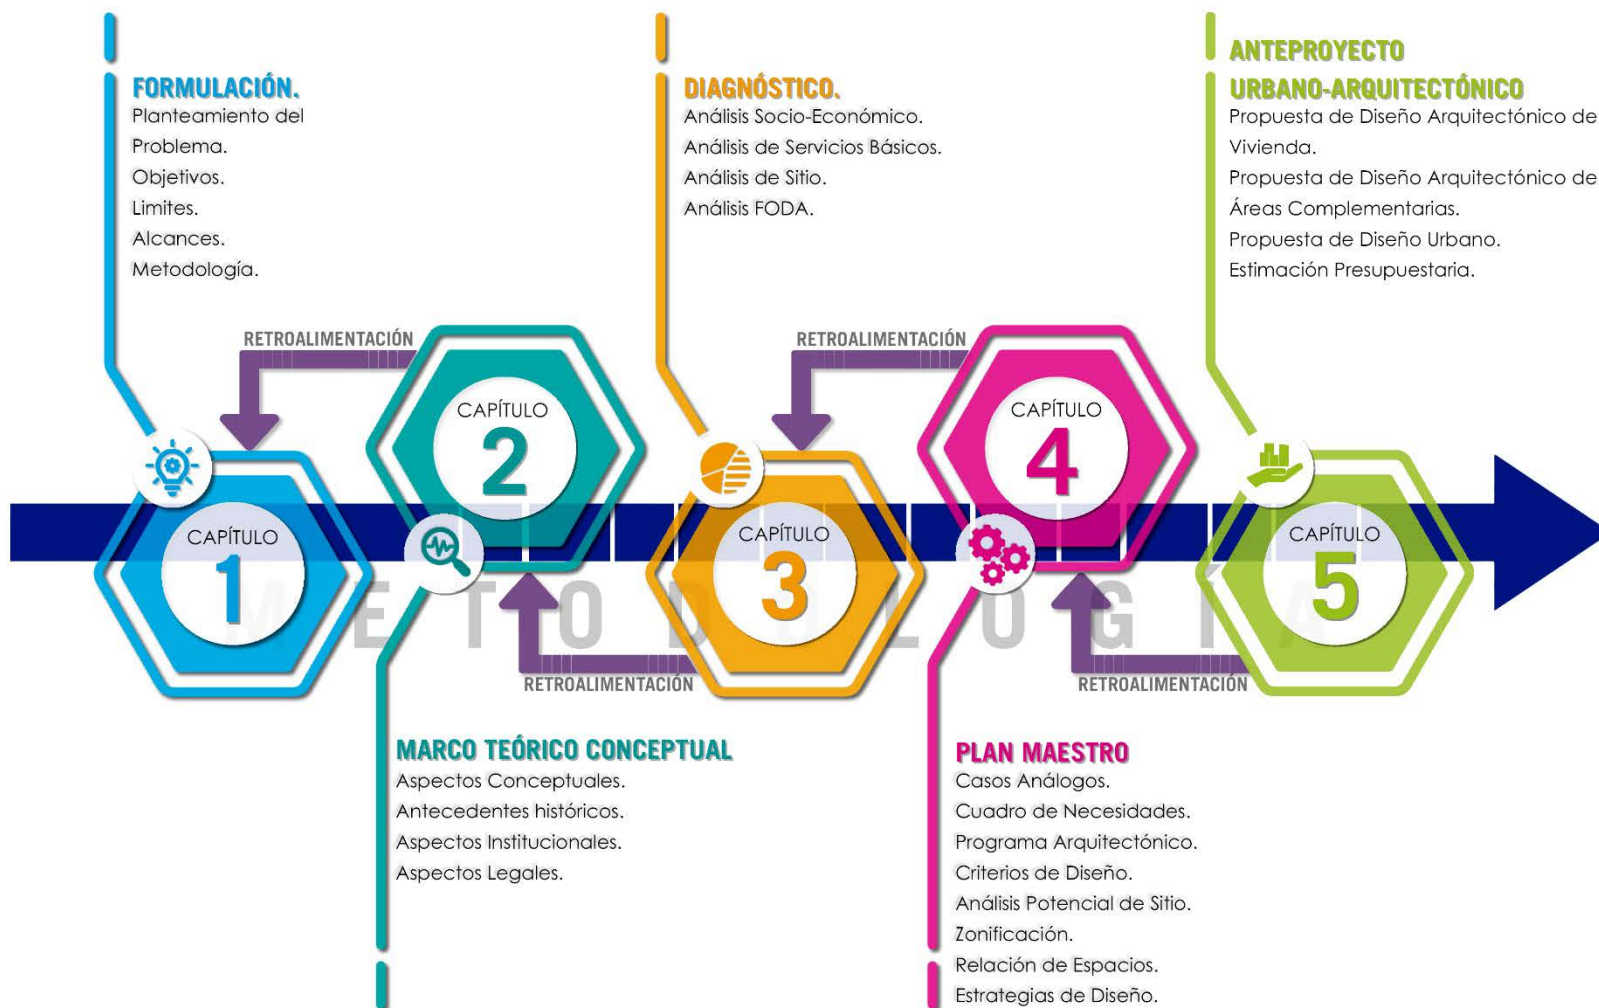 FORMULACIÓN.
Planteamiento del
Problema.
Objetivos.
Limites.
Alcances.
Metodología.
DIAGNÓSTICO.
Análisis Socio-Económico.
Análisis de Servicios Básicos.
Análisis de Sitio.
Análisis FODA.
ANTEPROYECTO
URBANO-ARQUITECTÓNICO
Propuesta de Diseño Arquitectónico de
Vivienda.
Propuesta de Diseño Arquitectónico de
Áreas Complementarias.
Propuesta de Diseño Urbano.
Estimación Presupuestaria.
RETROALIMENTACIÓN
RETROALIMENTACIÓN
CAPÍTULO
1
CAPÍTULO
2
CAPÍTULO
3
CAPÍTULO
4
CAPÍTULO
5
METODOLOGÍA
RETROALIMENTACIÓN
RETROALIMENTACIÓN
MARCO TEÓRICO CONCEPTUAL
Aspectos Conceptuales.
Antecedentes históricos.
Aspectos Institucionales.
Aspectos Legales.
PLAN MAESTRO
Casos Análogos.
Cuadro de Necesidades.
Programa Arquitectónico.
Criterios de Diseño.
Análisis Potencial de Sitio.
Zonificación.
Relación de Espacios.
Estrategias de Diseño.